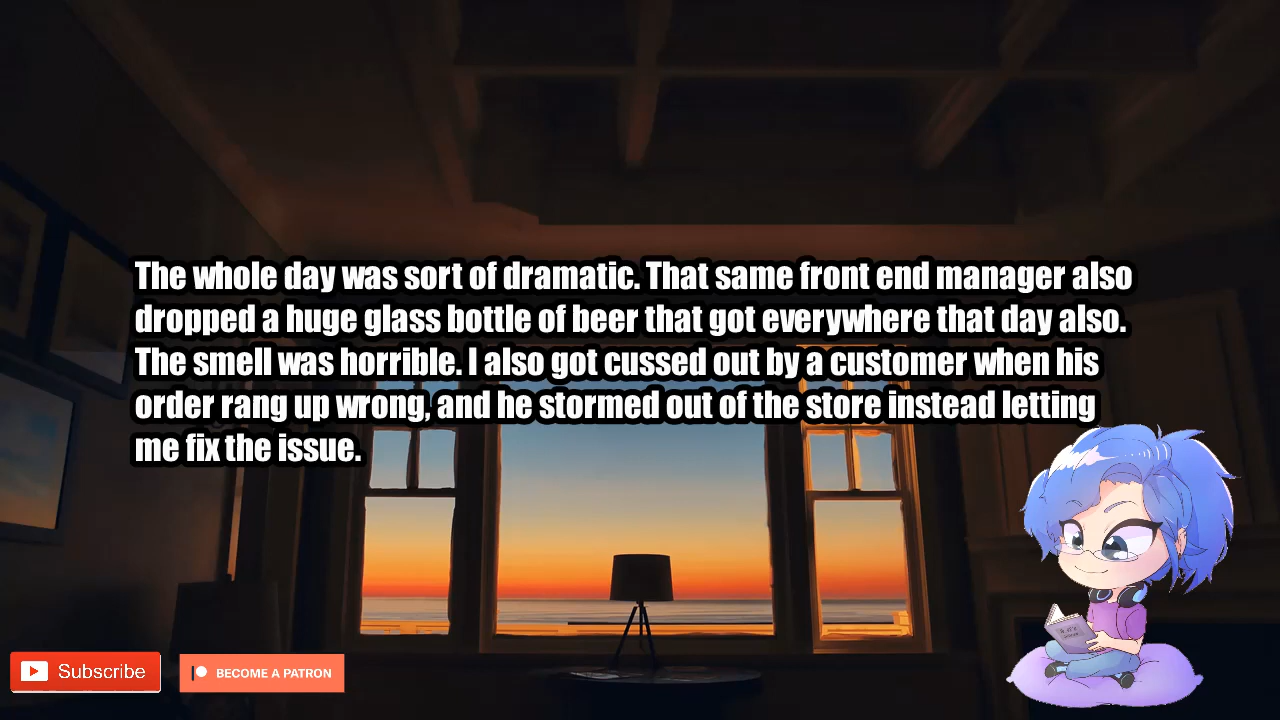 The whole day was sort of dramatic. That same front end manager also
dropped a huge glass bottle of beer that got everywhere that day also.
The smell was horrible. I also got cussed out by a customer when his
order rang up wrong, and he stormed out of the store instead letting
me fix the issue.
Subscribe
BECOME A PATRON